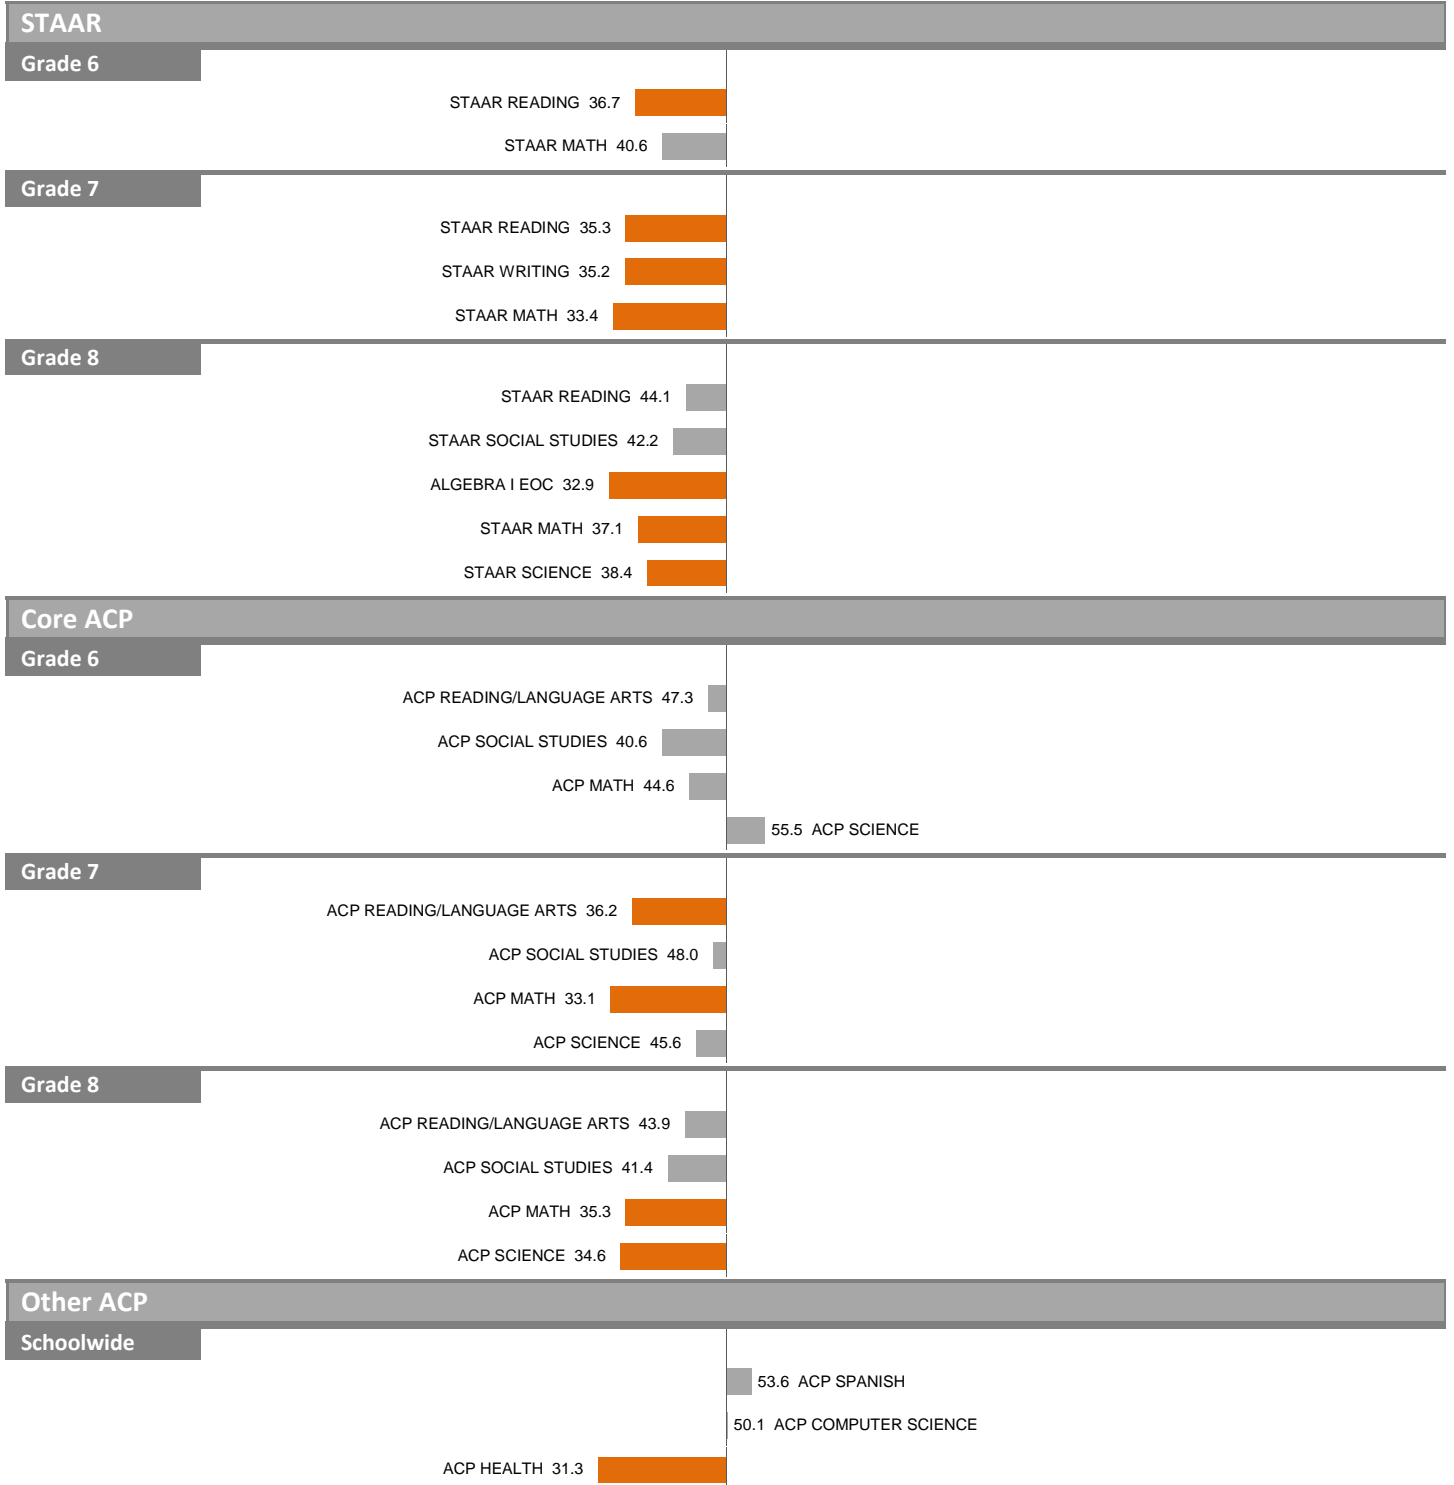 STAAR
Grade 6
STAAR READING 36.7
STAAR MATH 40.6
Grade 7
STAAR READING 35.3
STAAR WRITING 35.2
STAAR MATH 33.4
Grade 8
STAAR READING 44.1
STAAR SOCIAL STUDIES 42.2
ALGEBRA I EOC 32.9
STAAR MATH 37.1
STAAR SCIENCE 38.4
Core ACP
Grade 6
ACP READING/LANGUAGE ARTS 47.3
ACP SOCIAL STUDIES 40.6
ACP MATH 44.6
55.5 ACP SCIENCE
Grade 7
ACP READING/LANGUAGE ARTS 36.2
ACP SOCIAL STUDIES 48.0
ACP MATH 33.1
ACP SCIENCE 45.6
Grade 8
ACP READING/LANGUAGE ARTS 43.9
ACP SOCIAL STUDIES 41.4
ACP MATH 35.3
ACP SCIENCE 34.6
Other ACP
Schoolwide
53.6 ACP SPANISH
50.1 ACP COMPUTER SCIENCE
ACP HEALTH 31.3